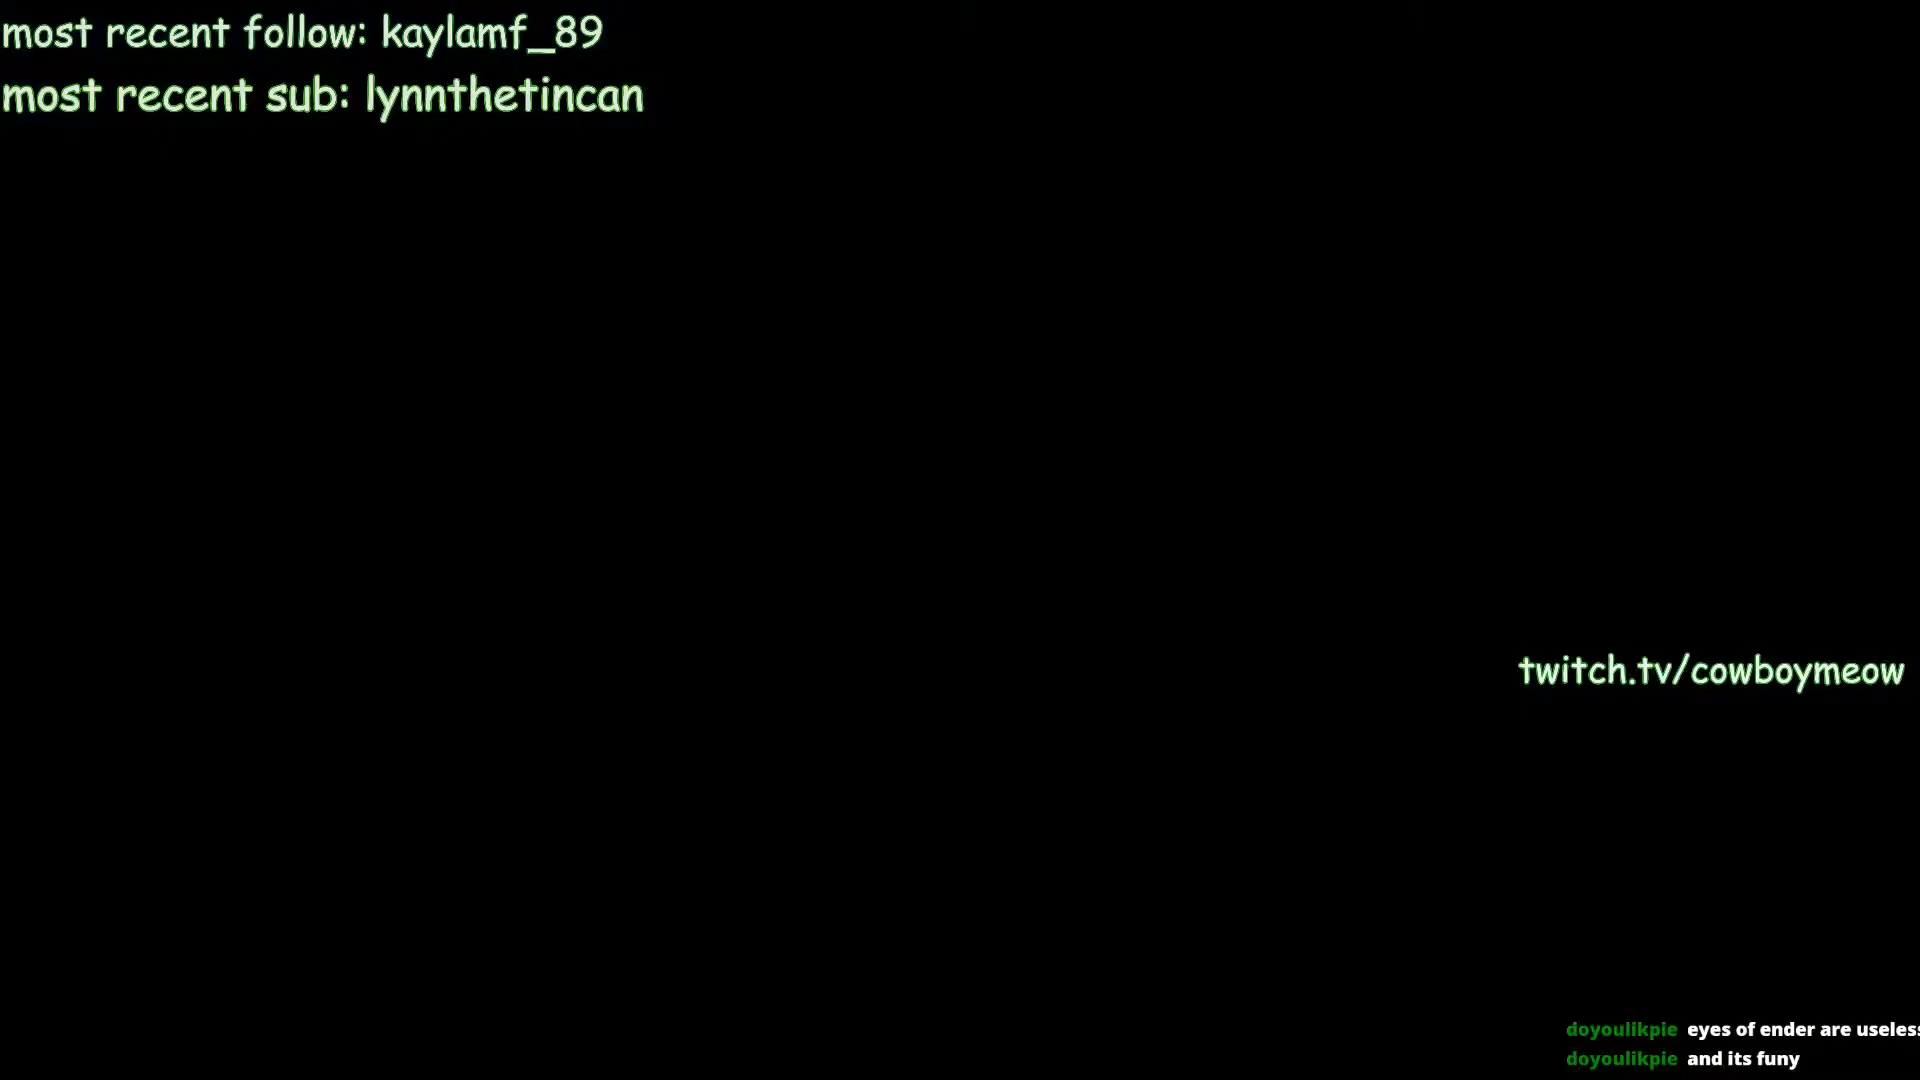 most recent follow: kaylamf_89
most recent sub: lynnthetincan
twitch.tv/cowboymeow
doyoulikpie eyes of ender are useless
doyoulikpie and its funy